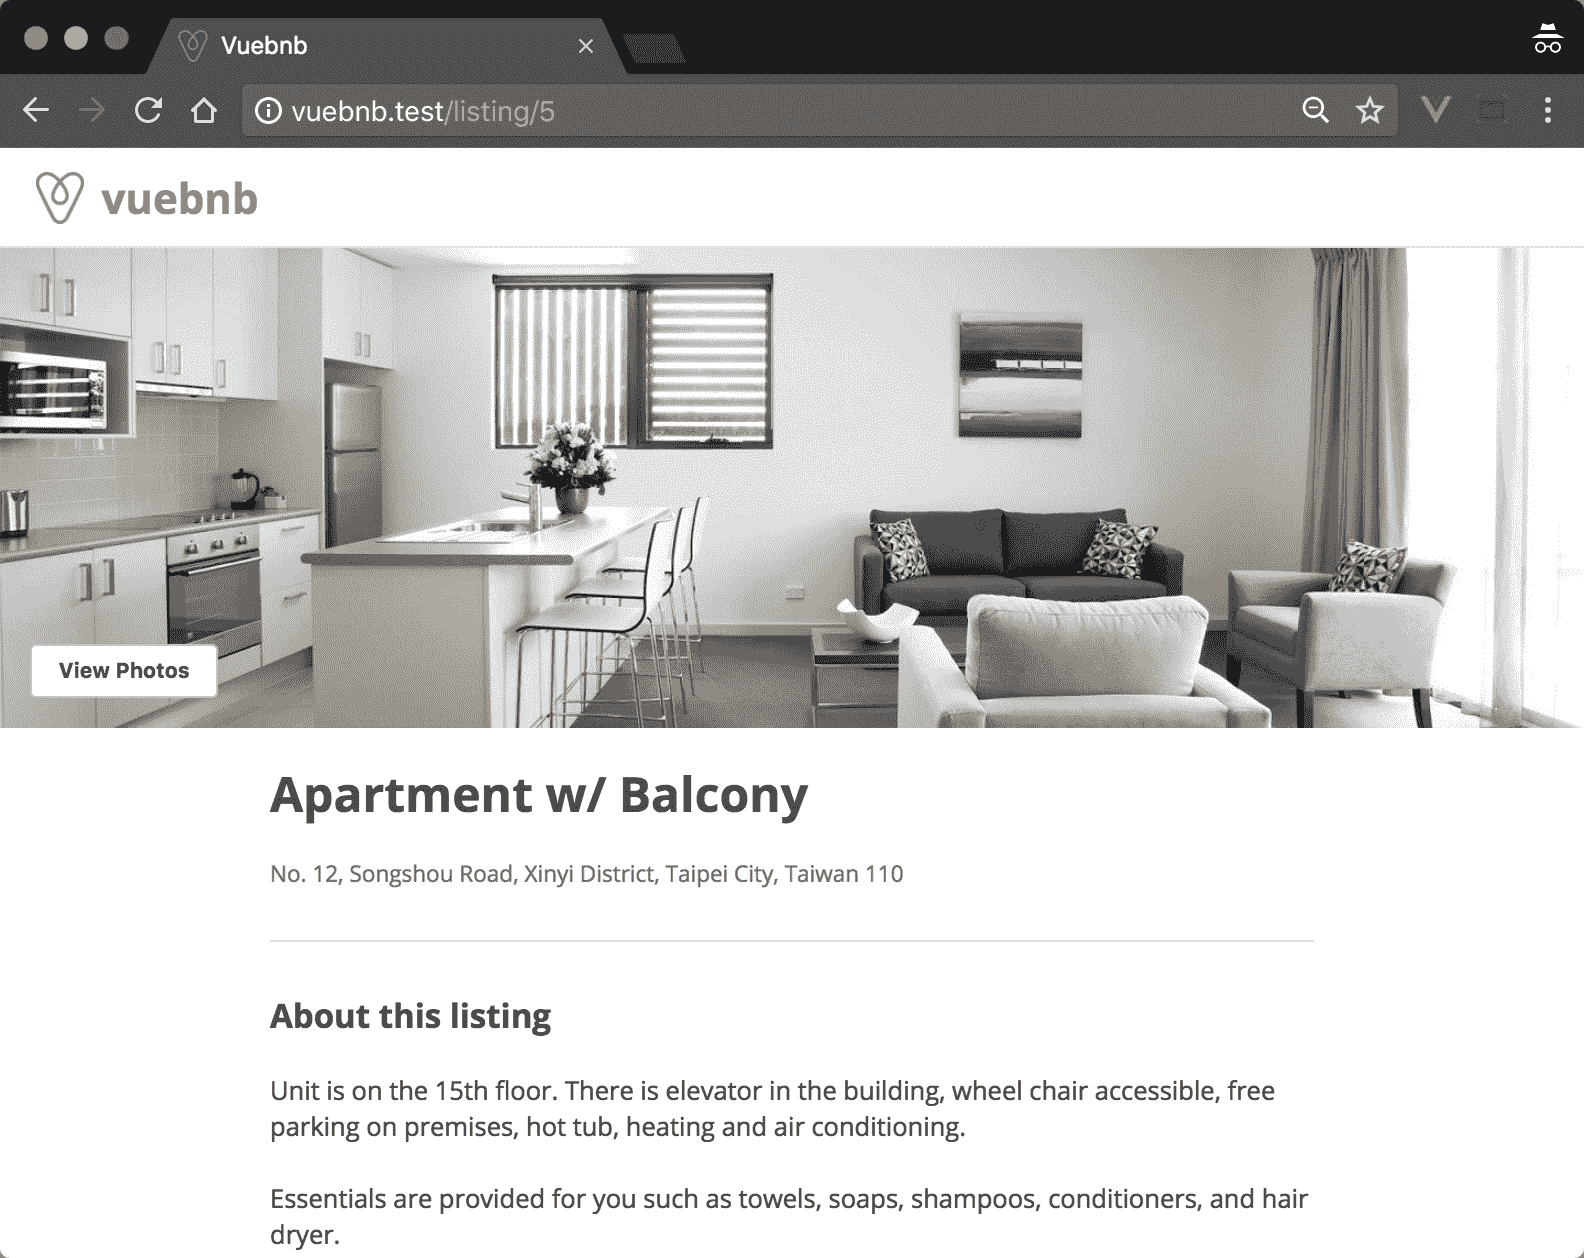 Vuebnb
vuebnb.test/listing/5
vuebnb
View Photos
Apartment w/ Balcony
No. 12, Songshou Road, Xinyi District, Taipei City, Taiwan 110
About this listing
Unit is on the 15th floor. There is elevator in the building, wheel chair accessible, free
parking on premises, hot tub, heating and air conditioning.
Essentials are provided for you such as towels, soaps, shampoos, conditioners, and hair
dryer.